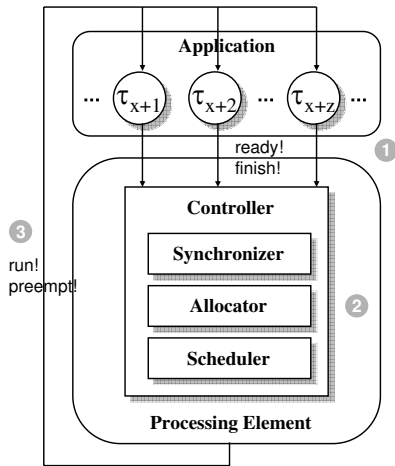 Application
... τx+1 τx+2 ... τx+z ...
ready!
finish!
1
Controller
3
run!
preempt!
Synchronizer
Allocator
2
Scheduler
Processing Element